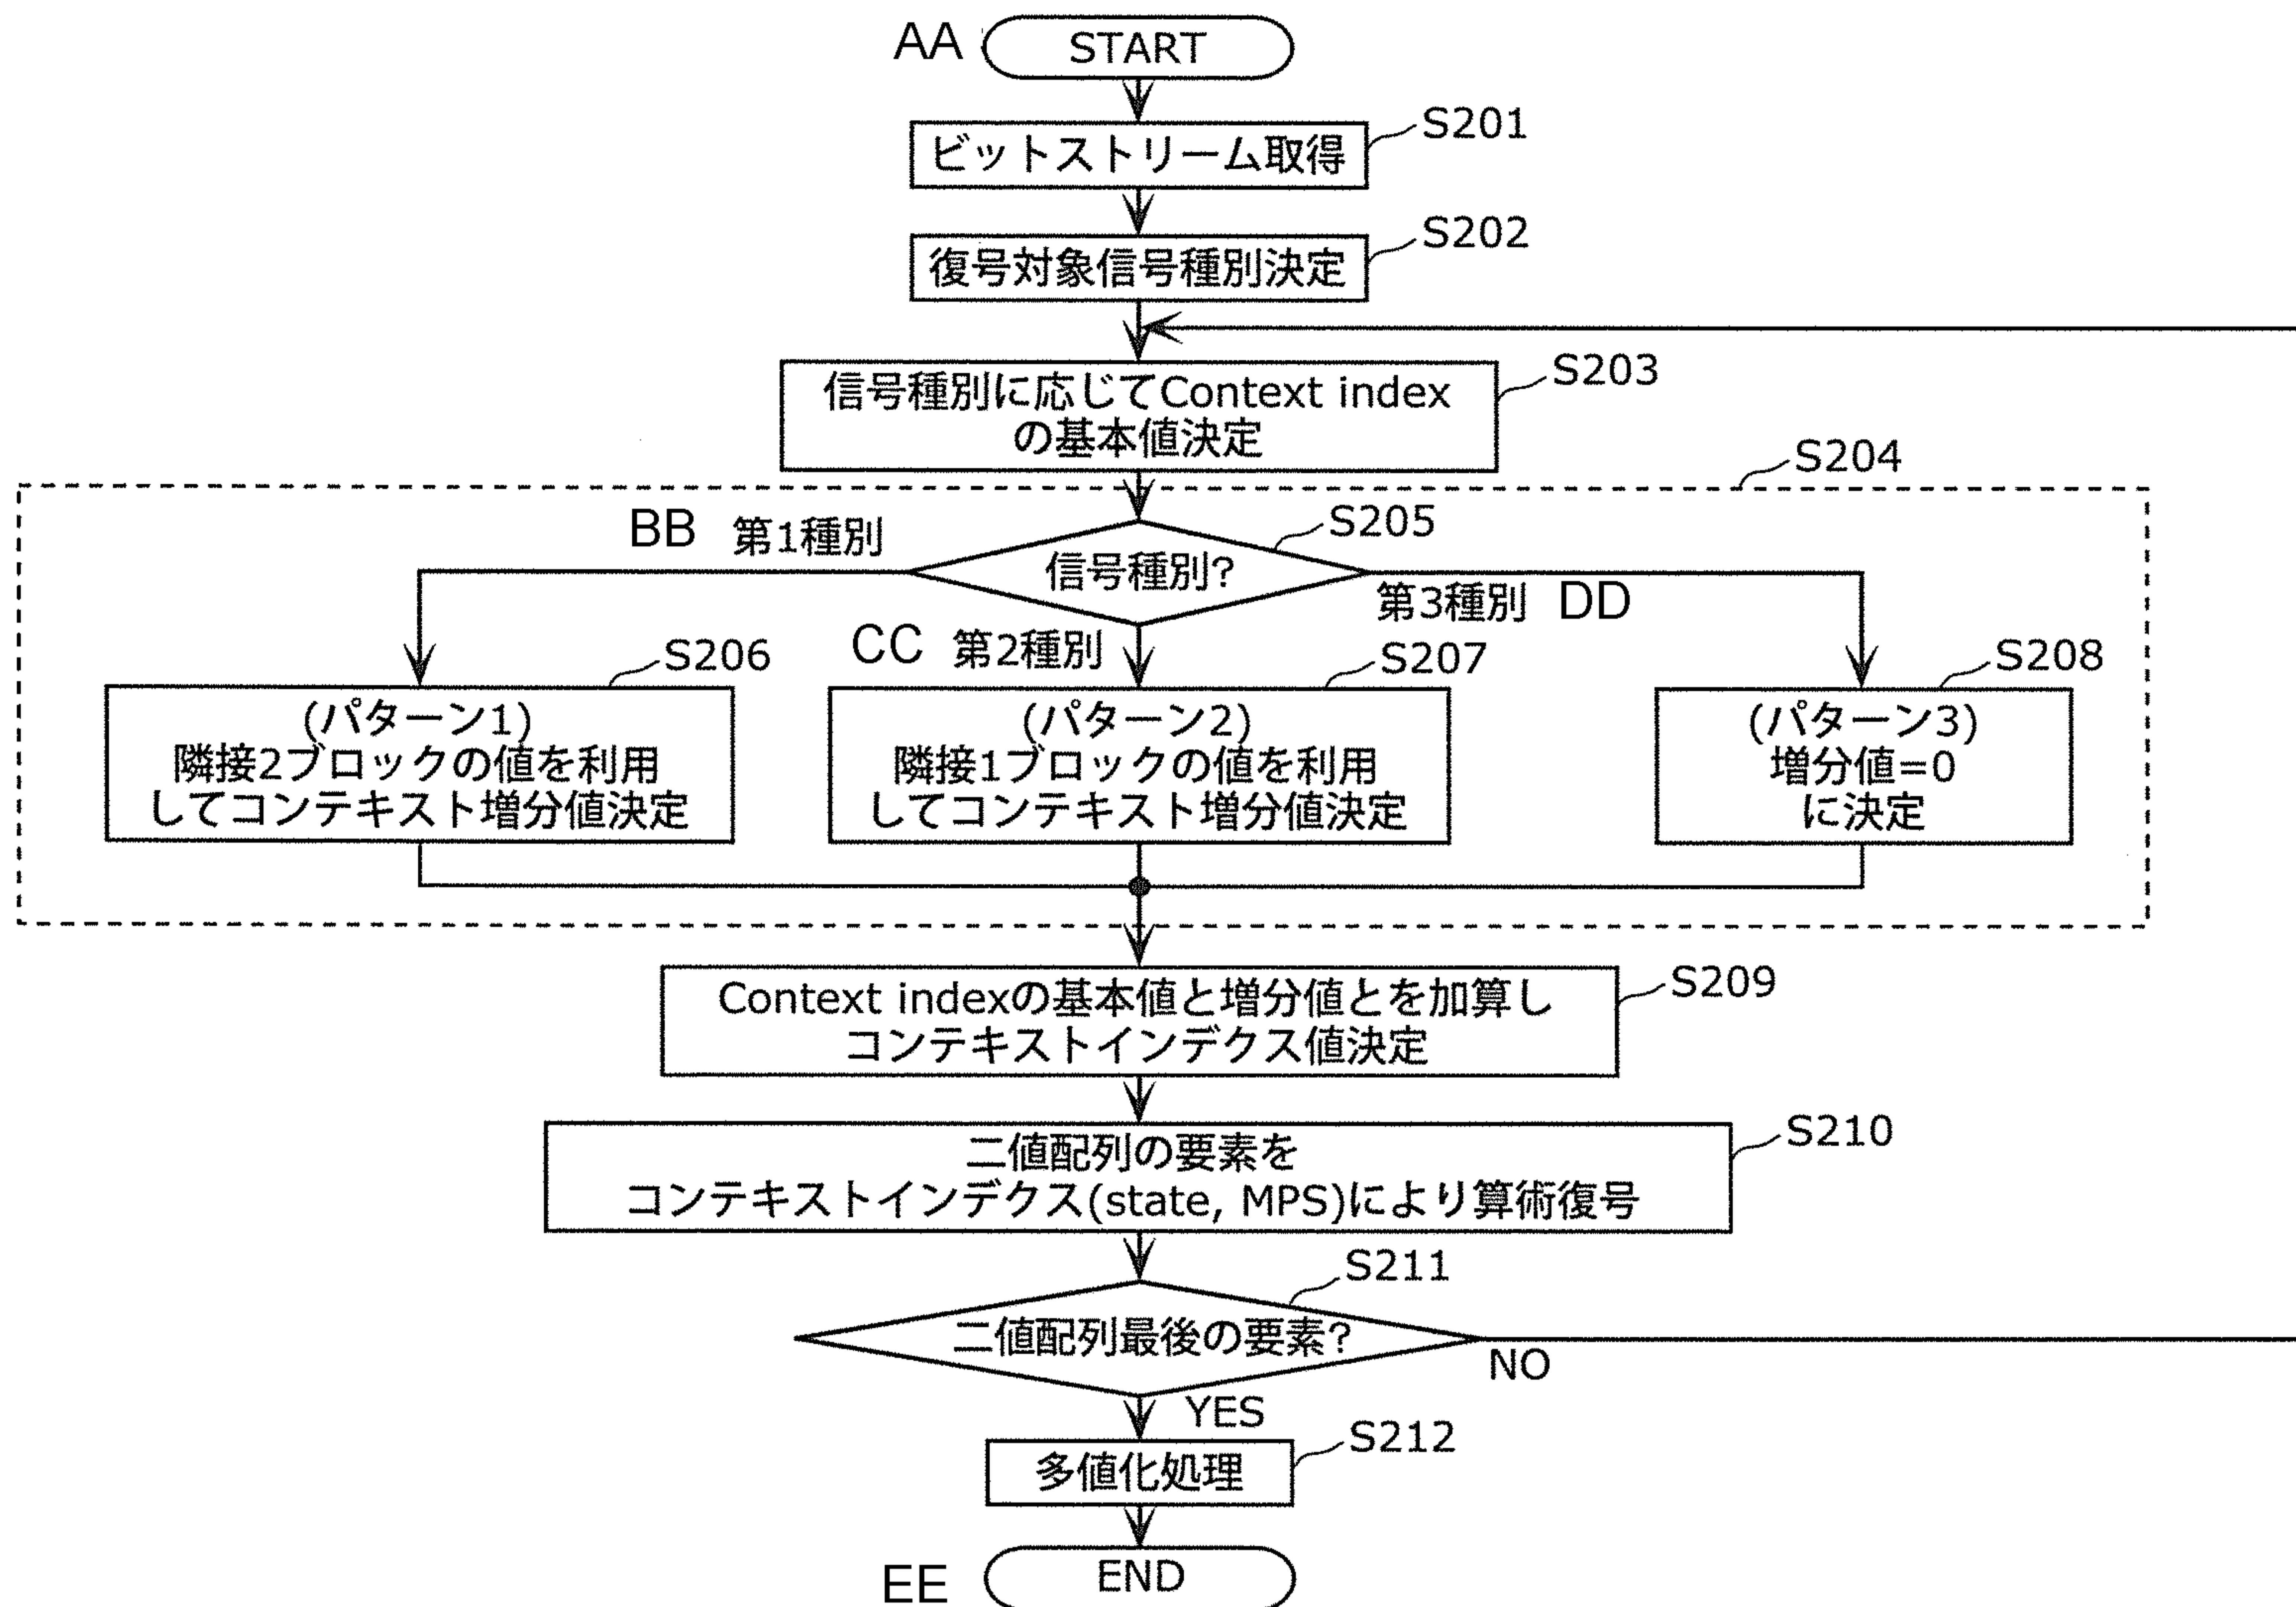 AA
START
S201
ビットストリーム取得
S202
復号対象信号種別決定
S203
信号種別に応じてContext index
の基本値決定
S204
S205
BB 第1種別
信号種別?
第3種別 DD
CC 第2種別
S206
(パターン1)
隣接2ブロックの値を利用
してコンテキスト増分値決定
S207
(パターン2)
隣接1ブロックの値を利用
してコンテキスト増分値決定
S208
(パターン3)
増分値=0
に決定
S209
Context indexの基本値と増分値とを加算し
コンテキストインデクス値決定
S210
二値配列の要素を
コンテキストインデクス(state, MPS)により算術復号
S211
二値配列最後の要素?
NO
YES
S212
多値化処理
EE
END